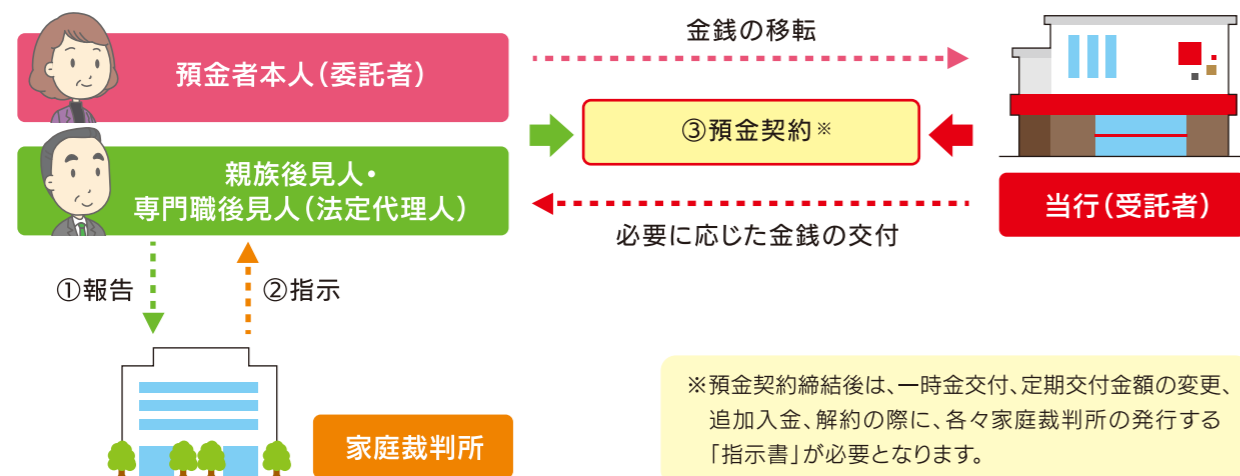 金銭の移転
預金者本人（委託者）
③預金契約※
親族後見人・
専門職後見人（法定代理人）
当行（受託者）
必要に応じた金銭の交付
①報告
②指示
家庭裁判所
※預金契約締結後は、一時金交付、定期交付金額の変更、
追加入金、解約の際に、各々家庭裁判所の発行する
「指示書」が必要となります。